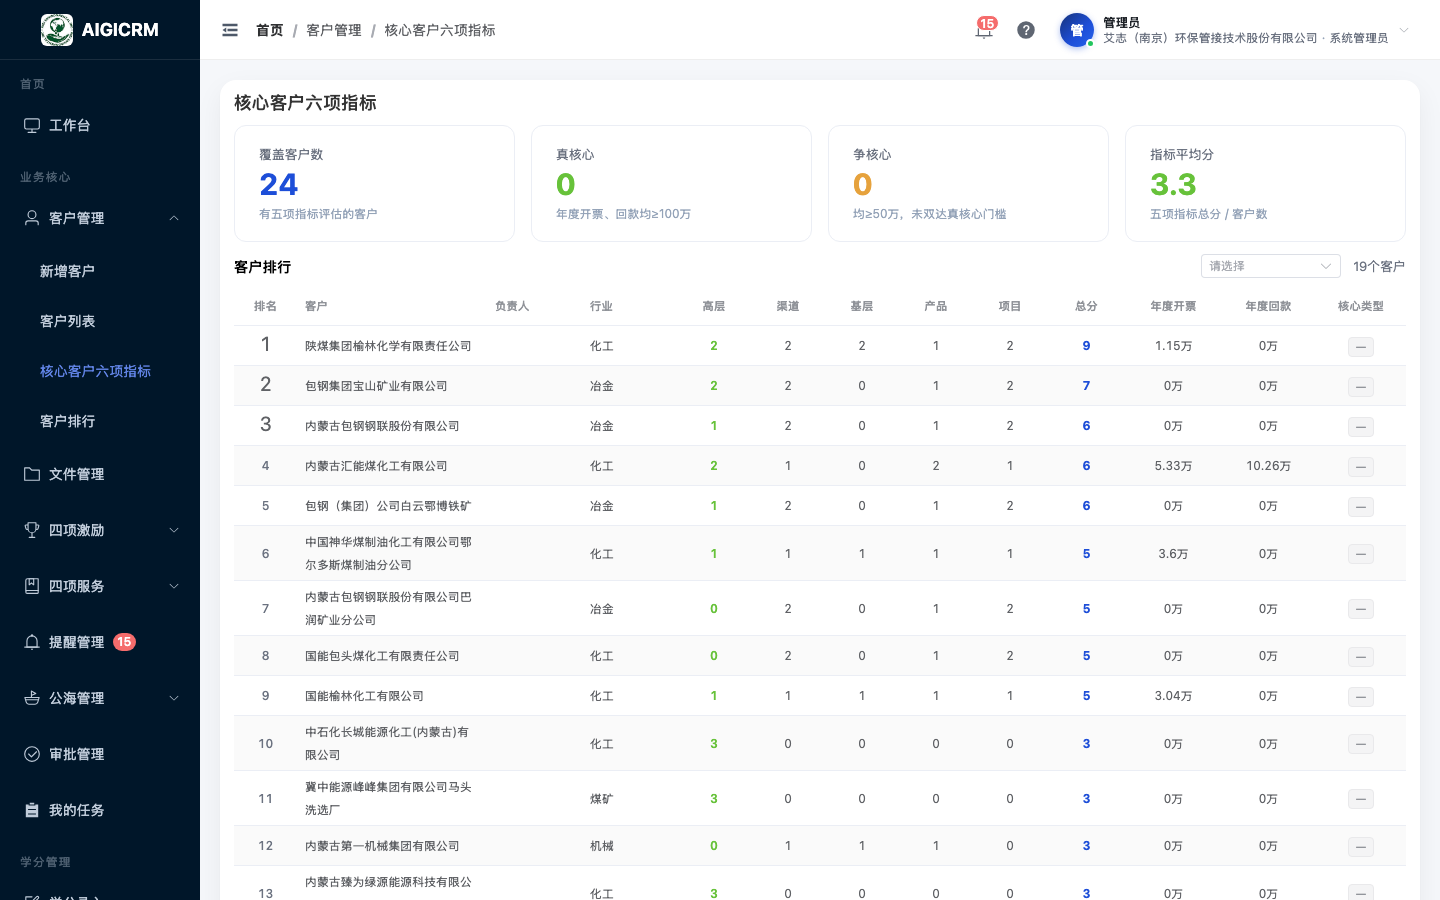 AIGICRM
首页
工作台
业务核心
客户管理
新增客户
客户列表
核心客户六项指标
客户排行
文件管理
四项激励
四项服务
提醒管理 15
公海管理
审批管理
我的任务
学分管理
首页 / 客户管理 / 核心客户六项指标
15
管
管理员
艾志（南京）环保管接技术股份有限公司 · 系统管理员
核心客户六项指标
覆盖客户数
24
有五项指标评估的客户
真核心
0
年度开票、回款均≥100万
争核心
0
均≥50万，未双达真核心门槛
指标平均分
3.3
五项指标总分 / 客户数
客户排行
请选择
19个客户
排名 客户 负责人 行业 高层 渠道 基层 产品 项目 总分 年度开票 年度回款 核心类型
1 陕煤集团榆林化学有限责任公司 化工 2 2 2 1 2 9 1.15万 0万 —
2 包钢集团宝山矿业有限公司 冶金 2 2 0 1 2 7 0万 0万 —
3 内蒙古包钢钢联股份有限公司 冶金 1 2 0 1 2 6 0万 0万 —
4 内蒙古汇能煤化工有限公司 化工 2 1 0 2 1 6 5.33万 10.26万 —
5 包钢（集团）公司白云鄂博铁矿 冶金 1 2 0 1 2 6 0万 0万 —
6 中国神华煤制油化工有限公司鄂
尔多斯煤制油分公司 化工 1 1 1 1 1 5 3.6万 0万 —
7 内蒙古包钢钢联股份有限公司巴
润矿业分公司 冶金 0 2 0 1 2 5 0万 0万 —
8 国能包头煤化工有限责任公司 化工 0 2 0 1 2 5 0万 0万 —
9 国能榆林化工有限公司 化工 1 1 1 1 1 5 3.04万 0万 —
10 中石化长城能源化工(内蒙古)有
限公司 化工 3 0 0 0 0 3 0万 0万 —
11 冀中能源峰峰集团有限公司马头
洗选厂 煤矿 3 0 0 0 0 3 0万 0万 —
12 内蒙古第一机械集团有限公司 机械 0 1 1 1 0 3 0万 0万 —
13 内蒙古臻为绿源能源科技有限公 化工 3 0 0 0 0 3 0万 0万 —